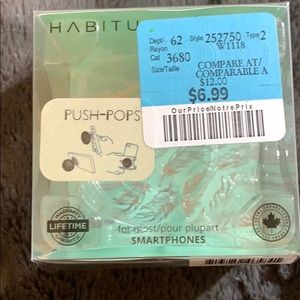 HABITU
Dept/ 62 Style 252750 Type 2
Rayon W1118
Cat 3680 COMPARE AT/
Size/Taille COMPARABLE A
$12.00
$6.99
OurPriceNotrePrix
PUSH-POPS
WARRANTY
LIFETIME
for most/pour plupart
SMARTPHONES